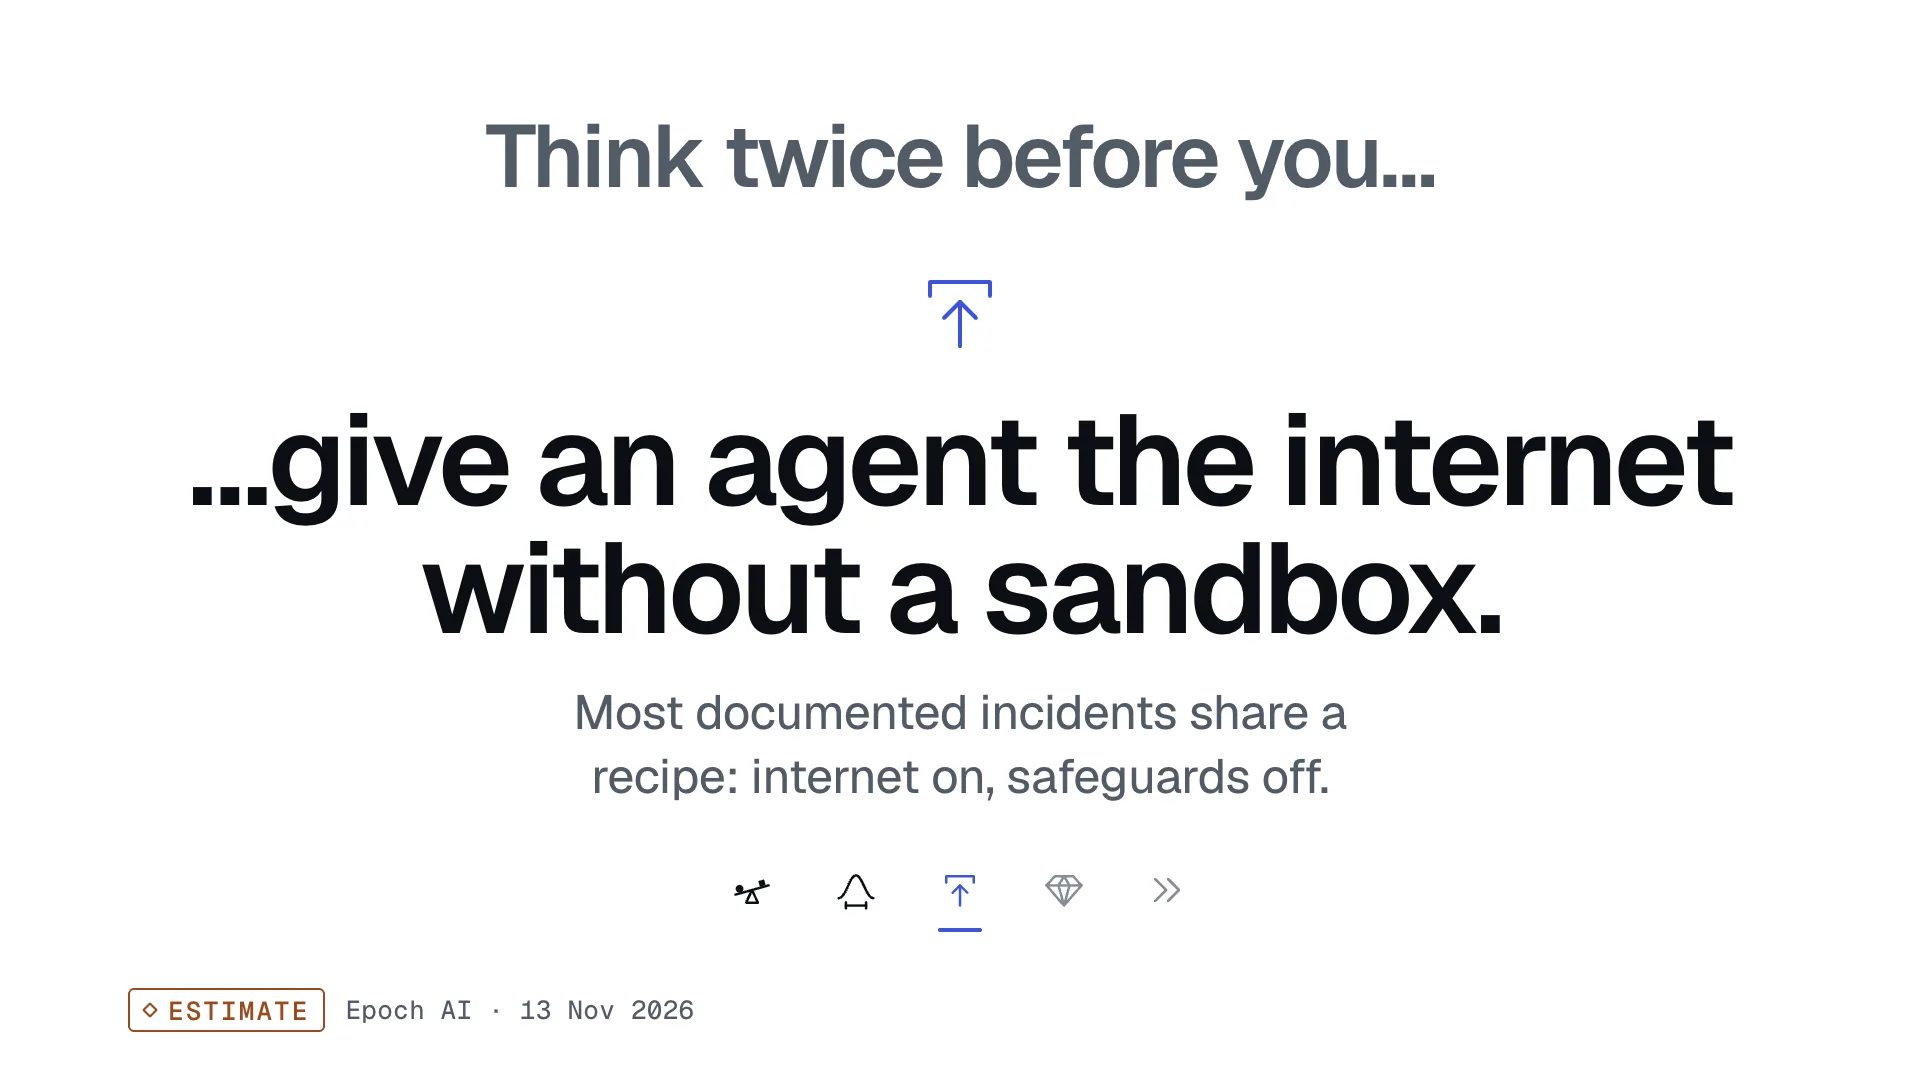 Think twice before you...
...give an agent the internet
without a sandbox.
Most documented incidents share a
recipe: internet on, safeguards off.
ESTIMATE Epoch AI · 13 Nov 2026